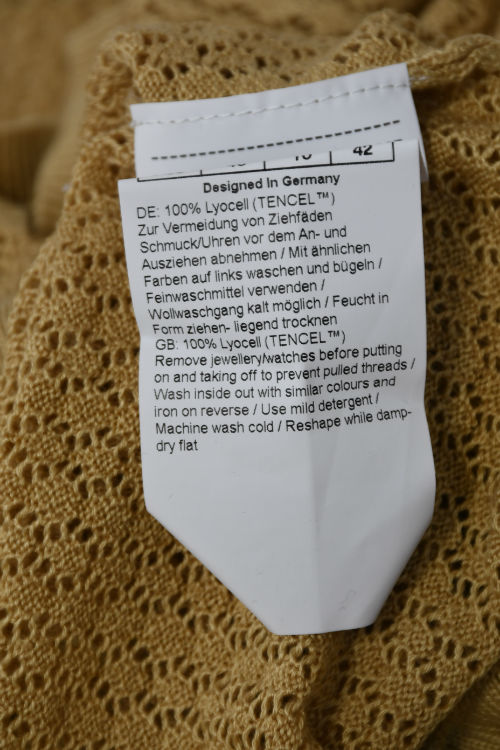 42
Designed In Germany
DE: 100% Lyocell (TENCEL™)
Zur Vermeidung von Ziehfäden
Schmuck/Uhren vor dem An- und
Ausziehen abnehmen / Mit ähnlichen
Farben auf links waschen und bügeln /
Feinwaschmittel verwenden /
Wollwaschgang kalt möglich / Feucht in
Form ziehen- liegend trocknen
GB: 100% Lyocell (TENCEL™)
Remove jewellery/watches before putting
on and taking off to prevent pulled threads /
Wash inside out with similar colours and
iron on reverse / Use mild detergent /
Machine wash cold / Reshape while damp-
dry flat